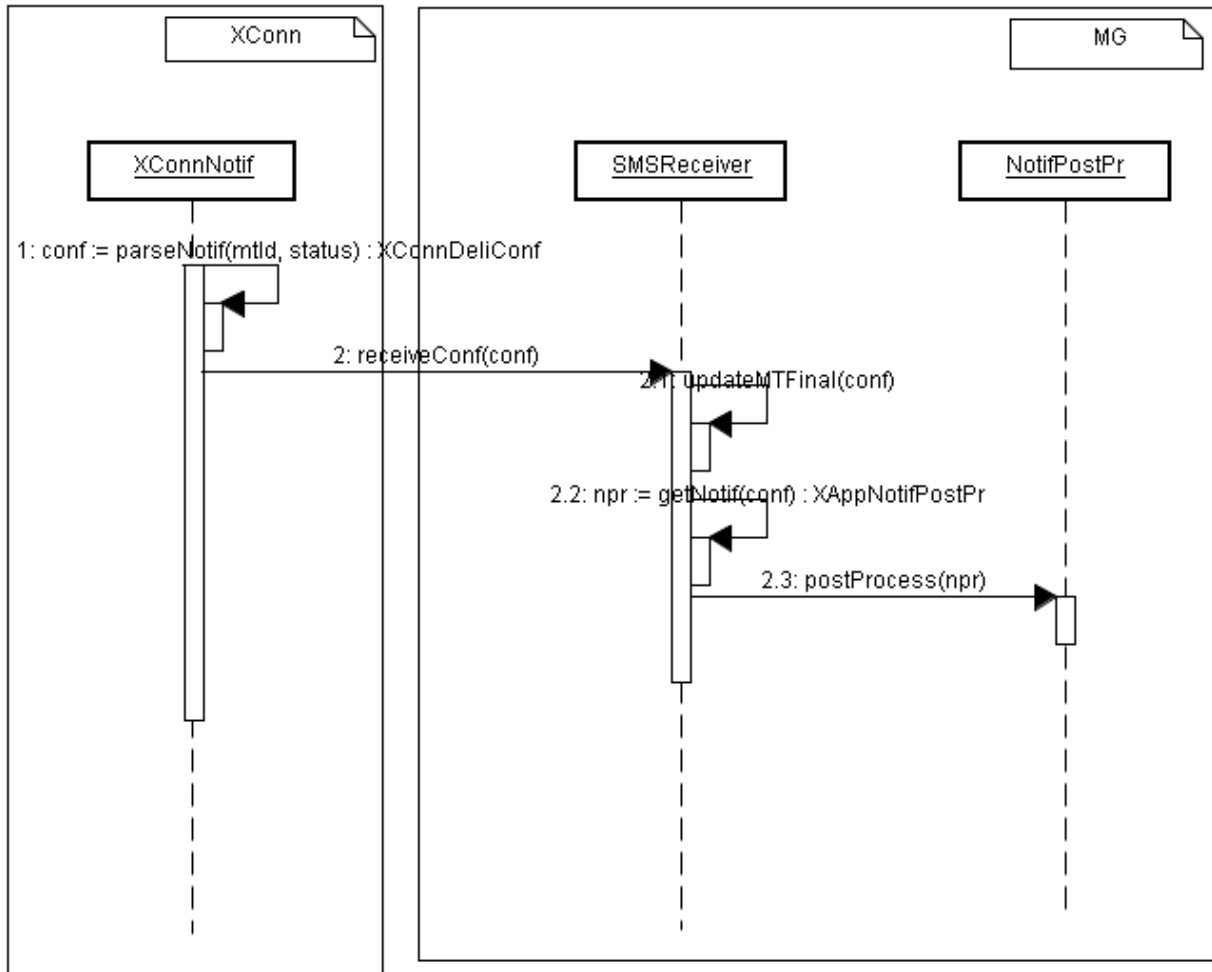 XConn
MG
XConnNotif
SMSReceiver
NotifPostPr
1: conf := parseNotif(mtId, status) : XConnDeliConf
2: receiveConf(conf)
2.1: updateMTFinal(conf)
2.2: npr := getNotif(conf) : XAppNotifPostPr
2.3: postProcess(npr)